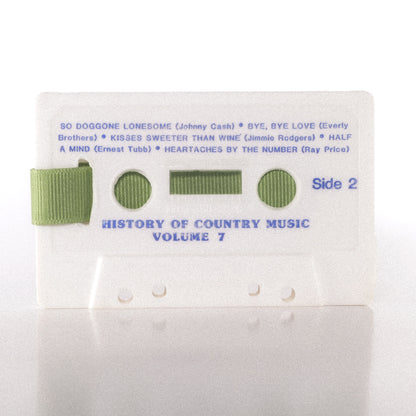 SO DOGGONE LONESOME (Johnny Cash) • BYE, BYE LOVE (Everly
Brothers) • KISSES SWEETER THAN WINE (Jimmie Rodgers) • HALF
A MIND (Ernest Tubb) • HEARTACHES BY THE NUMBER (Ray Price)
Side 2
HISTORY OF COUNTRY MUSIC
VOLUME 7